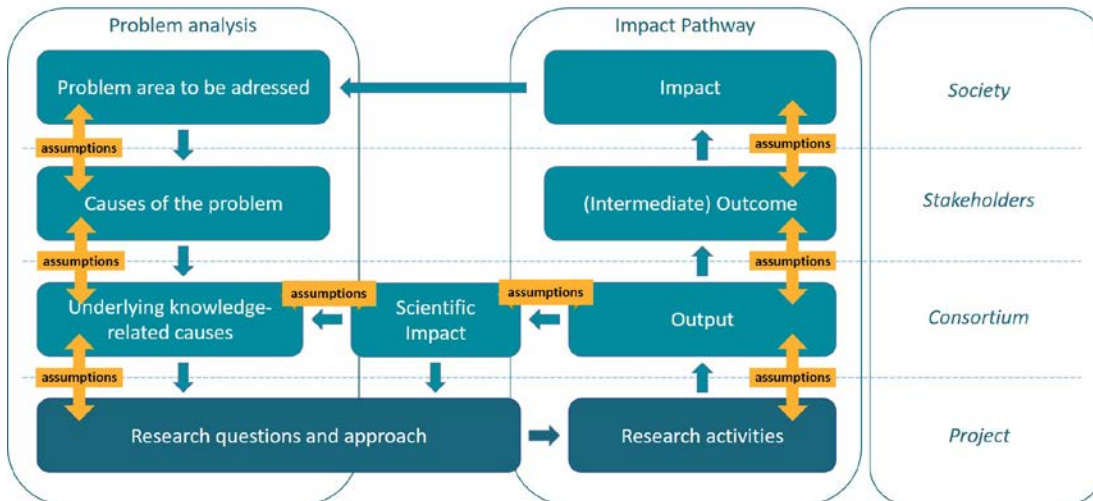 Problem analysis
Impact Pathway
Problem area to be adressed
Impact
Society
assumptions
assumptions
Causes of the problem
(Intermediate) Outcome
Stakeholders
assumptions
assumptions
assumptions
assumptions
Underlying knowledge-
related causes
Scientific
Impact
Output
Consortium
assumptions
assumptions
Research questions and approach
Research activities
Project